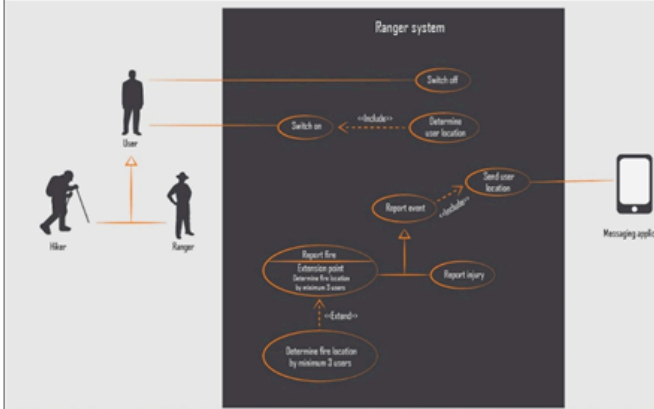 Ranger system
Switch off
Switch on
<<Include>>
Determine
user location
User
Send user
location
<<Include>>
Report event
Hiker
Ranger
Messaging applic
Report fire
Extension point
Determine fire location
by minimum 3 users
Report injury
<<Extend>>
Determine fire location
by minimum 3 users